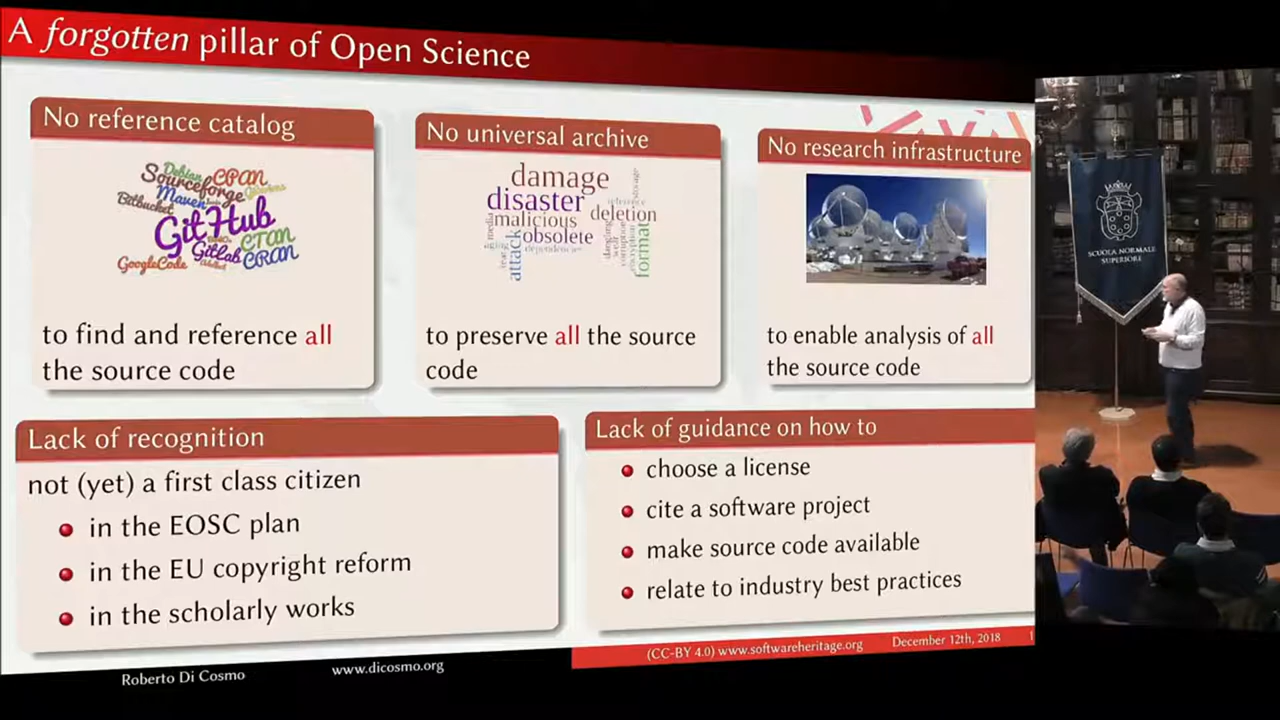 A forgotten pillar of Open Science
No reference catalog
Debian
CPAN
Sourceforge
Maven
Bitbucket
GitHub
GitLab
CTAN
CRAN
GoogleCode
to find and reference all
the source code
No universal archive
damage
disaster
malicious
deletion
obsolete
dependencies
attack
format
to preserve all the source
code
No research infrastructure
to enable analysis of all
the source code
Lack of recognition
not (yet) a first class citizen
in the EOSC plan
in the EU copyright reform
in the scholarly works
Lack of guidance on how to
choose a license
cite a software project
make source code available
relate to industry best practices
Roberto Di Cosmo
www.dicosmo.org
(CC-BY 4.0) www.softwareheritage.org
December 12th, 2018
1
SCUOLA NORMALE
SUPERIORE